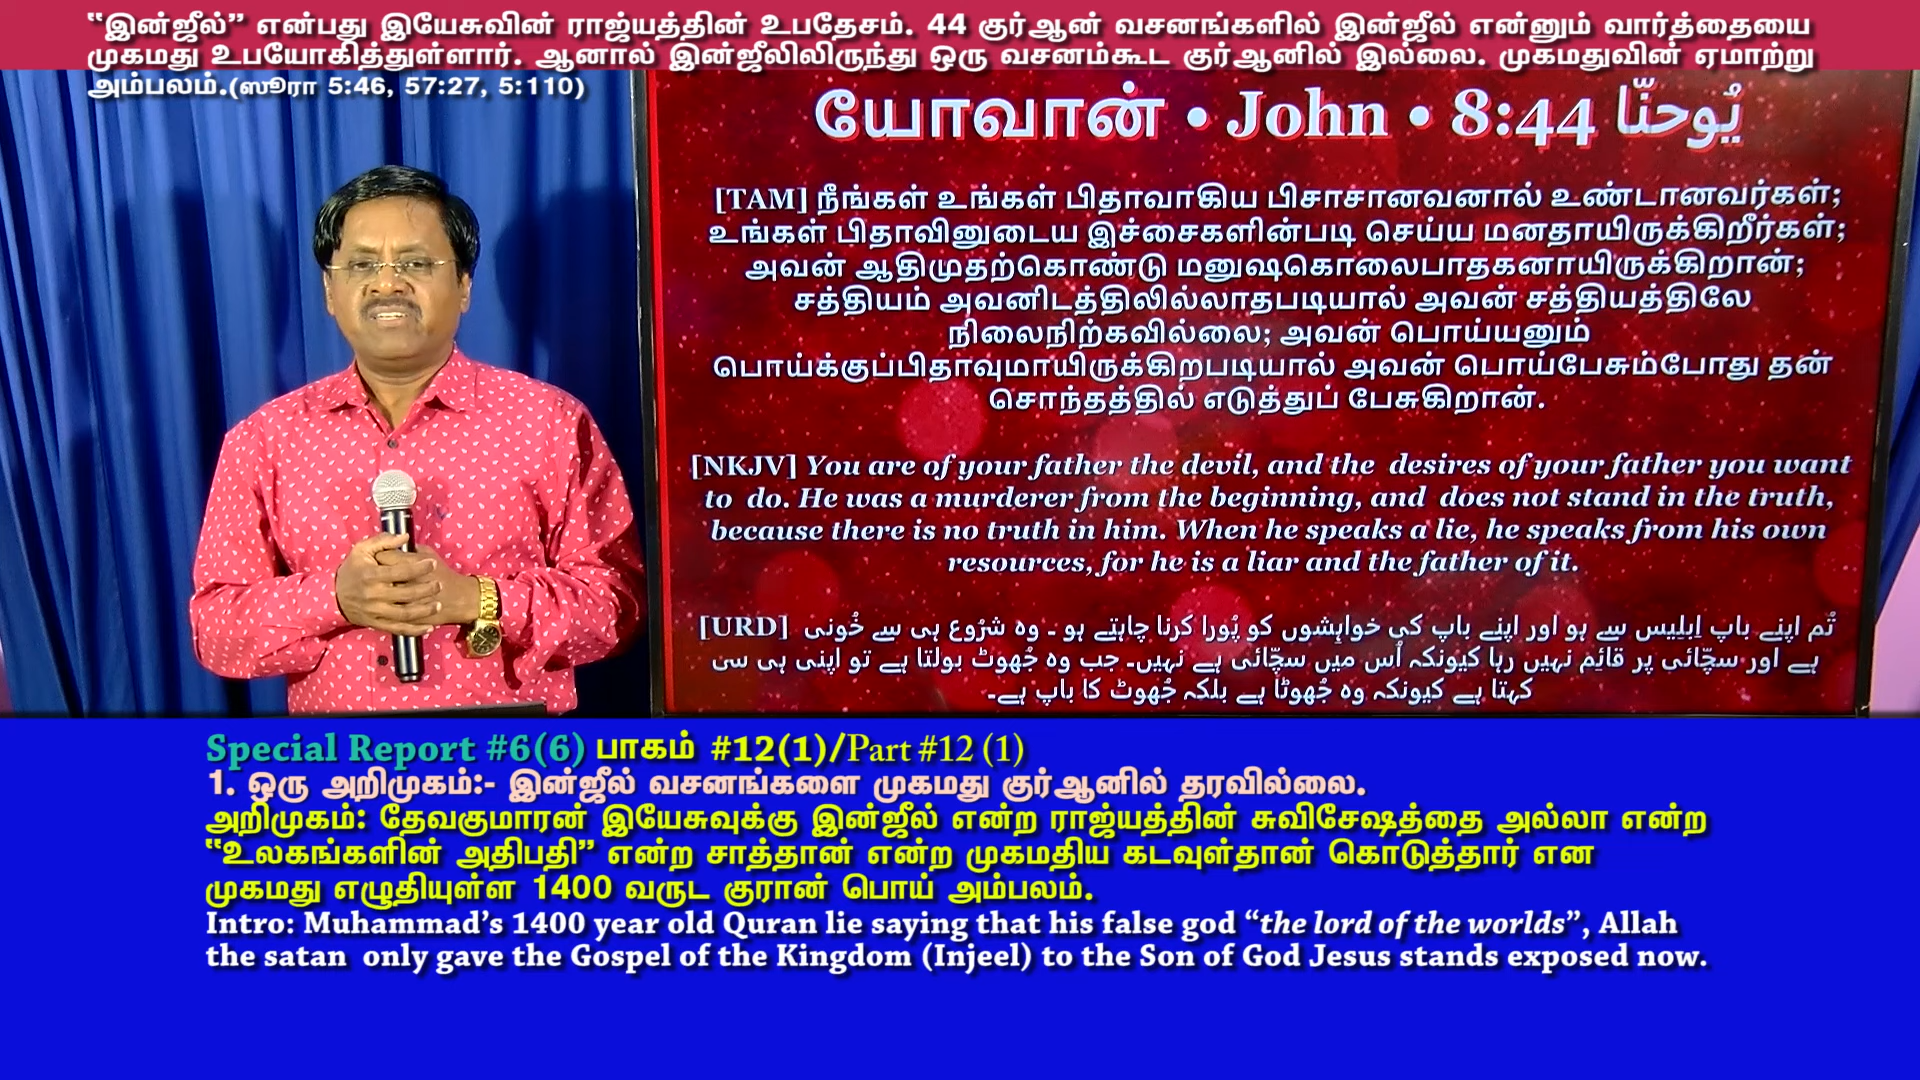 “இன்ஜீல்” என்பது இயேசுவின் ராஜ்யத்தின் உபதேசம். 44 குர்ஆன் வசனங்களில் இன்ஜீல் என்னும் வார்த்தையை
முகமது உபயோகித்துள்ளார். ஆனால் இன்ஜீலிலிருந்து ஒரு வசனம்கூட குர்ஆனில் இல்லை. முகமதுவின் ஏமாற்று
அம்பலம்.(ஸூரா 5:46, 57:27, 5:110)
யோவான் • John • 8:44 يُوحنّا
[TAM] நீங்கள் உங்கள் பிதாவாகிய பிசாசானவனால் உண்டானவர்கள்;
உங்கள் பிதாவினுடைய இச்சைகளின்படி செய்ய மனதாயிருக்கிறீர்கள்;
அவன் ஆதிமுதற்கொண்டு மனுஷகொலைபாதகனாயிருக்கிறான்;
சத்தியம் அவனிடத்திலில்லாதபடியால் அவன் சத்தியத்திலே
நிலைநிற்கவில்லை; அவன் பொய்யனும்
பொய்க்குப்பிதாவுமாயிருக்கிறபடியால் அவன் பொய்பேசும்போது தன்
சொந்தத்தில் எடுத்துப் பேசுகிறான்.
[NKJV] You are of your father the devil, and the desires of your father you want
to do. He was a murderer from the beginning, and does not stand in the truth,
because there is no truth in him. When he speaks a lie, he speaks from his own
resources, for he is a liar and the father of it.
[URD] تُم اپنے باپ اِبلِیس سے ہو اور اپنے باپ کی خواہِشوں کو پُورا کرنا چاہتے ہو ۔ وہ شرُوع ہی سے خُونی
ہے اور سچّائی پر قائِم نہیں رہا کیونکہ اُس میں سچّائی ہے نہیں۔ جب وہ جُھوٹ بولتا ہے تو اپنی ہی سی
کہتا ہے کیونکہ وہ جُھوٹا ہے بلکہ جُھوٹ کا باپ ہے۔
Special Report #6(6) பாகம் #12(1)/Part #12 (1)
1. ஒரு அறிமுகம்:- இன்ஜீல் வசனங்களை முகமது குர்ஆனில் தரவில்லை.
அறிமுகம்: தேவகுமாரன் இயேசுவுக்கு இன்ஜீல் என்ற ராஜ்யத்தின் சுவிசேஷத்தை அல்லா என்ற
“உலகங்களின் அதிபதி” என்ற சாத்தான் என்ற முகமதிய கடவுள்தான் கொடுத்தார் என
முகமது எழுதியுள்ள 1400 வருட குரான் பொய் அம்பலம்.
Intro: Muhammad’s 1400 year old Quran lie saying that his false god “the lord of the worlds”, Allah
the satan only gave the Gospel of the Kingdom (Injeel) to the Son of God Jesus stands exposed now.